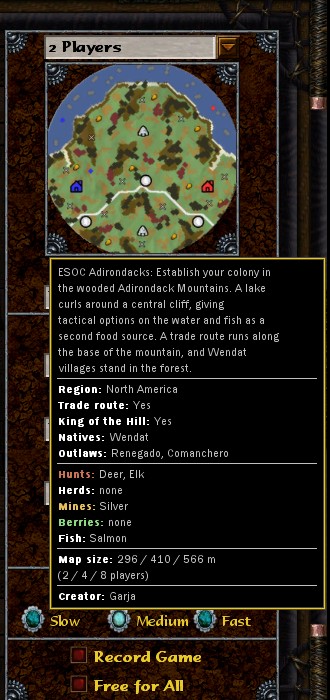 2 Players
ESOC Adirondacks: Establish your colony in
the wooded Adirondack Mountains. A lake
curls around a central cliff, giving
tactical options on the water and fish as a
second food source. A trade route runs along
the base of the mountain, and Wendat
villages stand in the forest.
Region: North America
Trade route: Yes
King of the Hill: Yes
Natives: Wendat
Outlaws: Renegado, Comanchero
Hunts: Deer, Elk
Herds: none
Mines: Silver
Berries: none
Fish: Salmon
Map size: 296 / 410 / 566 m
(2 / 4 / 8 players)
Creator: Garja
Slow Medium Fast
Record Game
Free for All